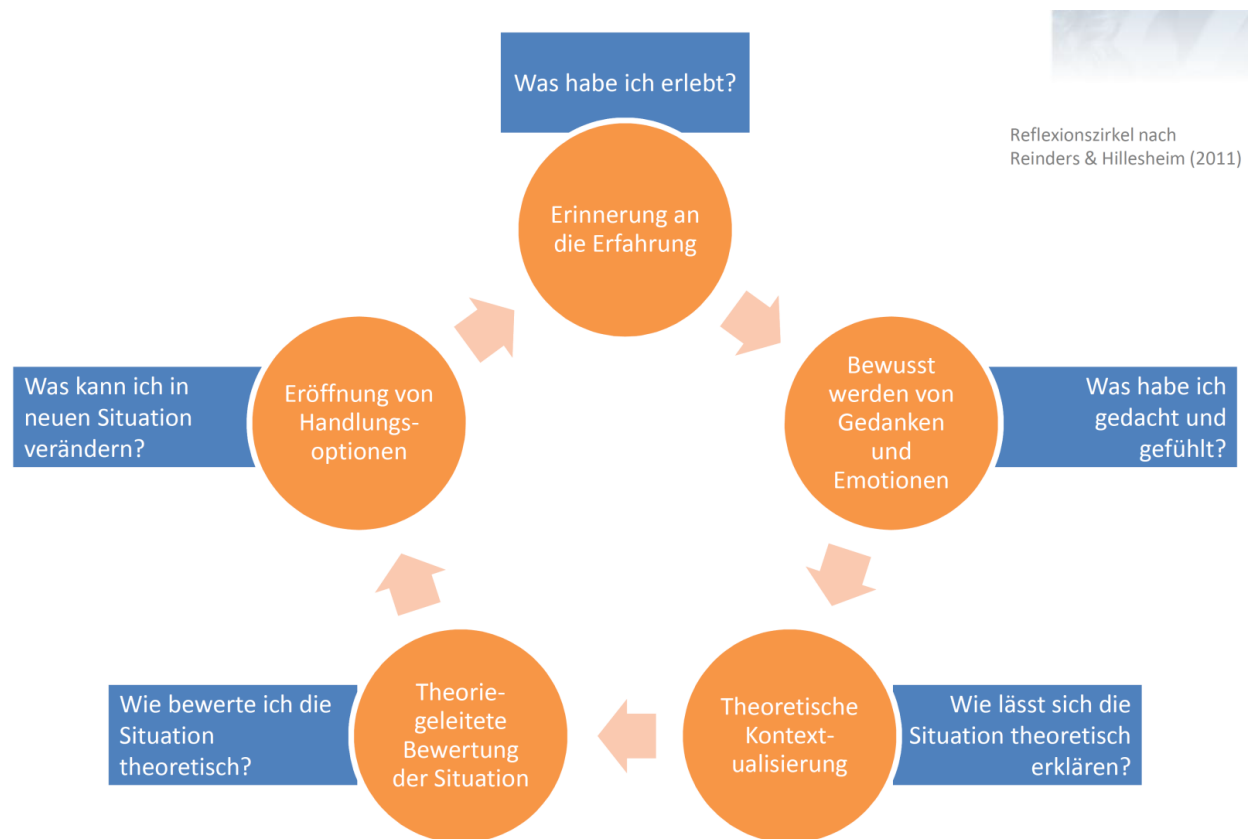 Was habe ich erlebt?
Reflexionszirkel nach
Reinders & Hillesheim (2011)
Erinnerung an
die Erfahrung
Bewusst
werden von
Gedanken
und
Emotionen
Was habe ich
gedacht und
gefühlt?
Theoretische
Kontext-
ualisierung
Wie lässt sich die
Situation theoretisch
erklären?
Theorie-
geleitete
Bewertung
der Situation
Wie bewerte ich die
Situation
theoretisch?
Eröffnung von
Handlungs-
optionen
Was kann ich in
neuen Situation
verändern?